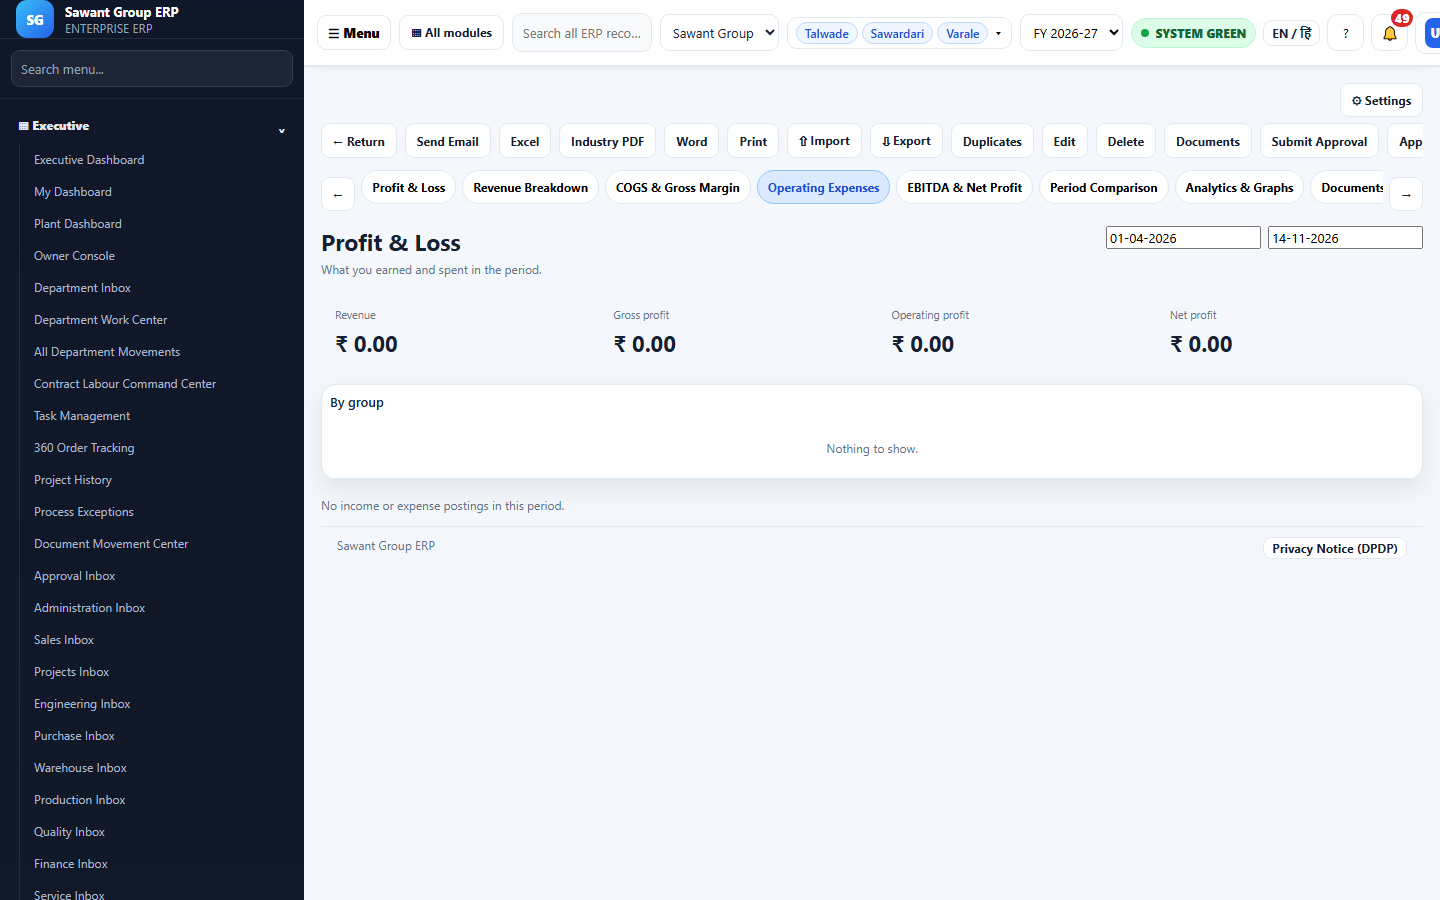 SG
Sawant Group ERP
ENTERPRISE ERP
Search menu...
Executive
Executive Dashboard
My Dashboard
Plant Dashboard
Owner Console
Department Inbox
Department Work Center
All Department Movements
Contract Labour Command Center
Task Management
360 Order Tracking
Project History
Process Exceptions
Document Movement Center
Approval Inbox
Administration Inbox
Sales Inbox
Projects Inbox
Engineering Inbox
Purchase Inbox
Warehouse Inbox
Production Inbox
Quality Inbox
Finance Inbox
Service Inbox
☰ Menu
All modules
Search all ERP reco...
Sawant Group
Talwade Sawardari Varale
FY 2026-27
SYSTEM GREEN
EN / हिं
?
49
U
⚙ Settings
← Return Send Email Excel Industry PDF Word Print ⇧ Import ⇩ Export Duplicates Edit Delete Documents Submit Approval App
← Profit & Loss Revenue Breakdown COGS & Gross Margin Operating Expenses EBITDA & Net Profit Period Comparison Analytics & Graphs Documents →
Profit & Loss
01-04-2026 14-11-2026
What you earned and spent in the period.
Revenue Gross profit Operating profit Net profit
₹ 0.00 ₹ 0.00 ₹ 0.00 ₹ 0.00
By group
Nothing to show.
No income or expense postings in this period.
Sawant Group ERP
Privacy Notice (DPDP)